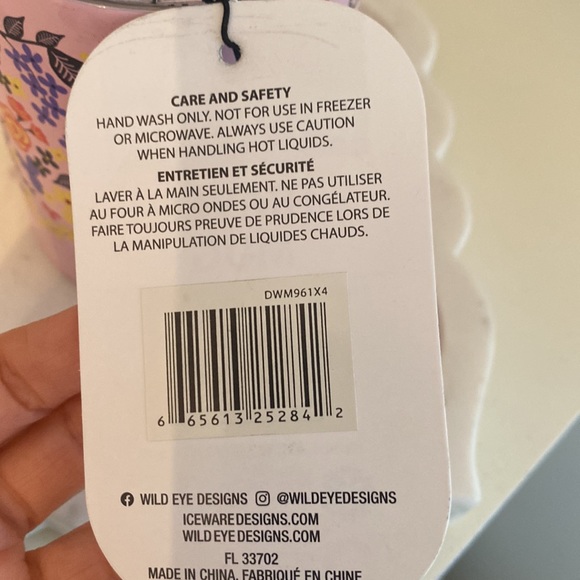 CARE AND SAFETY
HAND WASH ONLY. NOT FOR USE IN FREEZER
OR MICROWAVE. ALWAYS USE CAUTION
WHEN HANDLING HOT LIQUIDS.
ENTRETIEN ET SÉCURITÉ
LAVER À LA MAIN SEULEMENT. NE PAS UTILISER
AU FOUR À MICRO ONDES OU AU CONGÉLATEUR.
FAIRE TOUJOURS PREUVE DE PRUDENCE LORS DE
LA MANIPULATION DE LIQUIDES CHAUDS.
DWM961X4
6 65613 25284 2
WILD EYE DESIGNS @WILDEYEDESIGNS
ICEWAREDESIGNS.COM
WILD EYE DESIGNS.COM
FL 33702
MADE IN CHINA. FABRIQUÉ EN CHINE